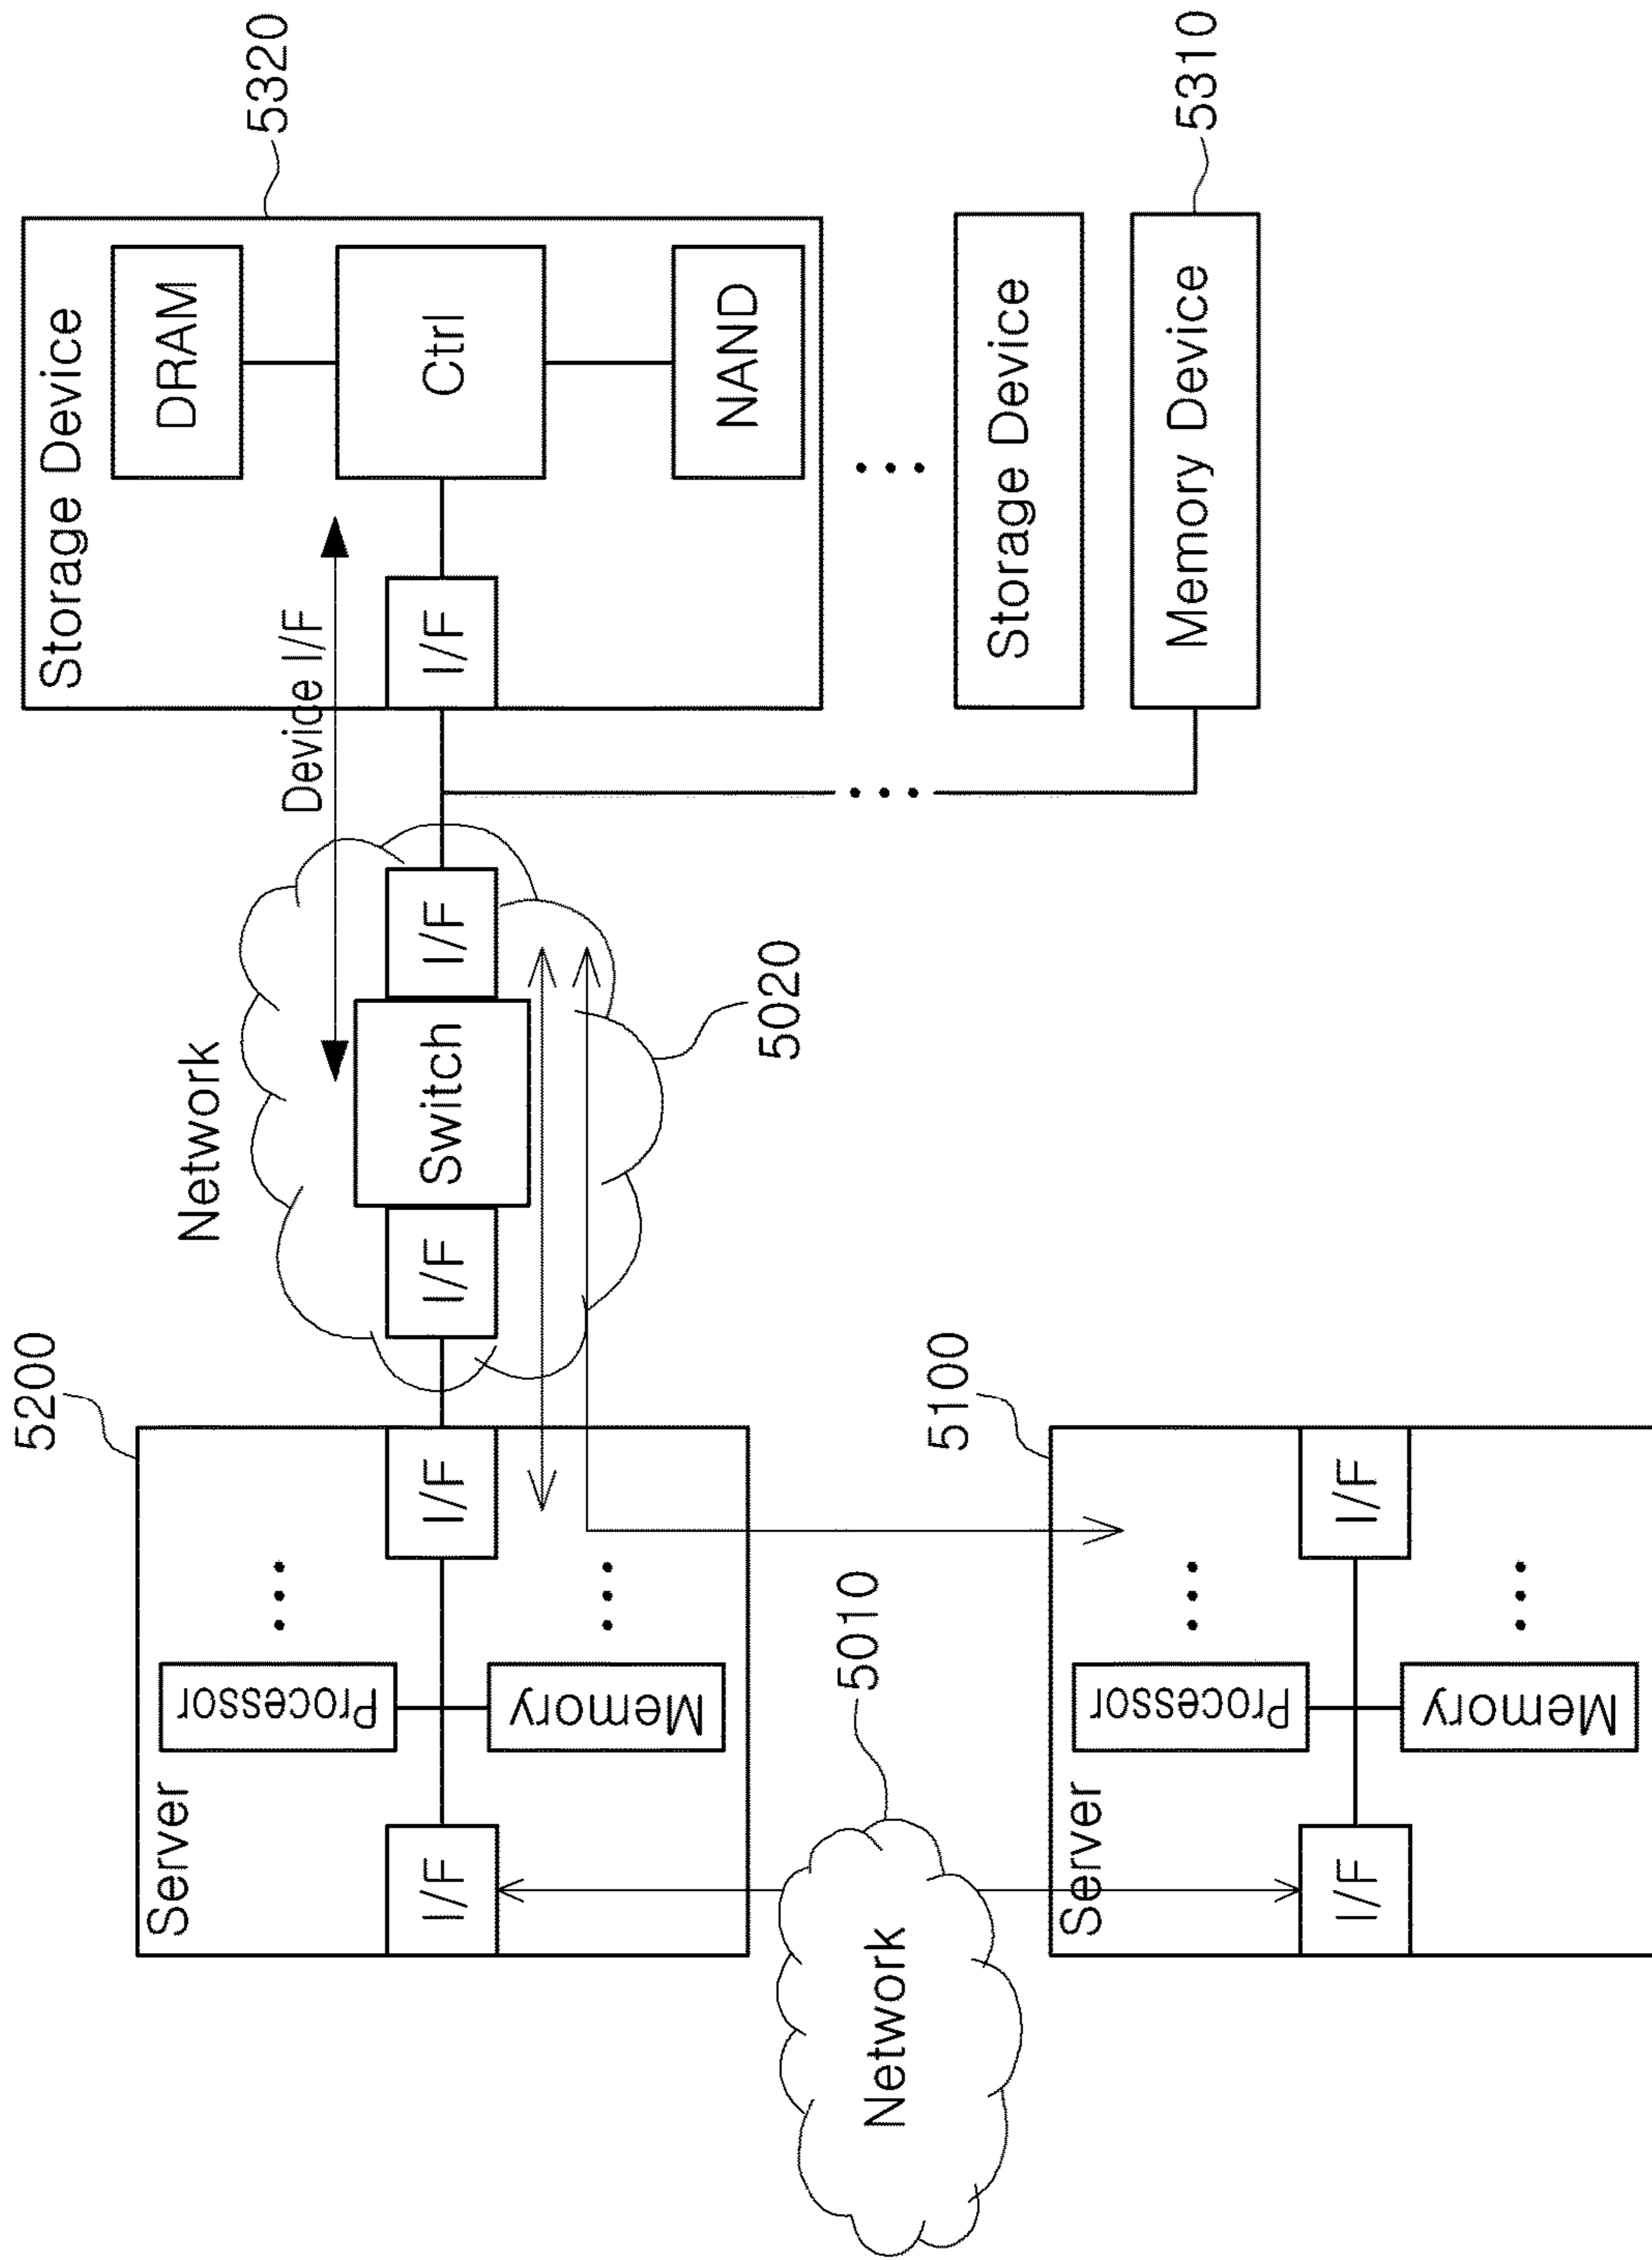 5200
Storage Device
Server
DRAM
Network
5320
Processor
Device I/F
I/F
I/F
I/F
Switch
I/F
I/F
Ctrl
Memory
NAND
5020
5010
Network
5100
Storage Device
Server
Processor
Memory Device
5310
I/F
I/F
Memory